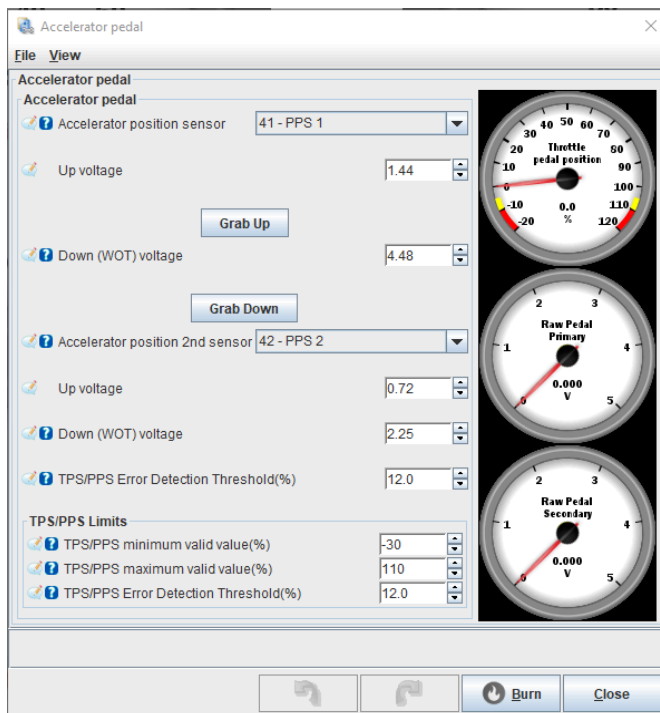 Accelerator pedal
File View
Accelerator pedal
Accelerator pedal
Accelerator position sensor 41 - PPS 1
Up voltage 1.44
Grab Up
Down (WOT) voltage 4.48
Grab Down
Accelerator position 2nd sensor 42 - PPS 2
Up voltage 0.72
Down (WOT) voltage 2.25
TPS/PPS Error Detection Threshold(%) 12.0
TPS/PPS Limits
TPS/PPS minimum valid value(%) -30
TPS/PPS maximum valid value(%) 110
TPS/PPS Error Detection Threshold(%) 12.0
-20 -10 0 10 20 30 40 50 60 70 80 90 100 110 120
Throttle
pedal position
0.0
%
0 1 2 3 4 5
Raw Pedal
Primary
0.000
V
0 1 2 3 4 5
Raw Pedal
Secondary
0.000
V
Burn Close